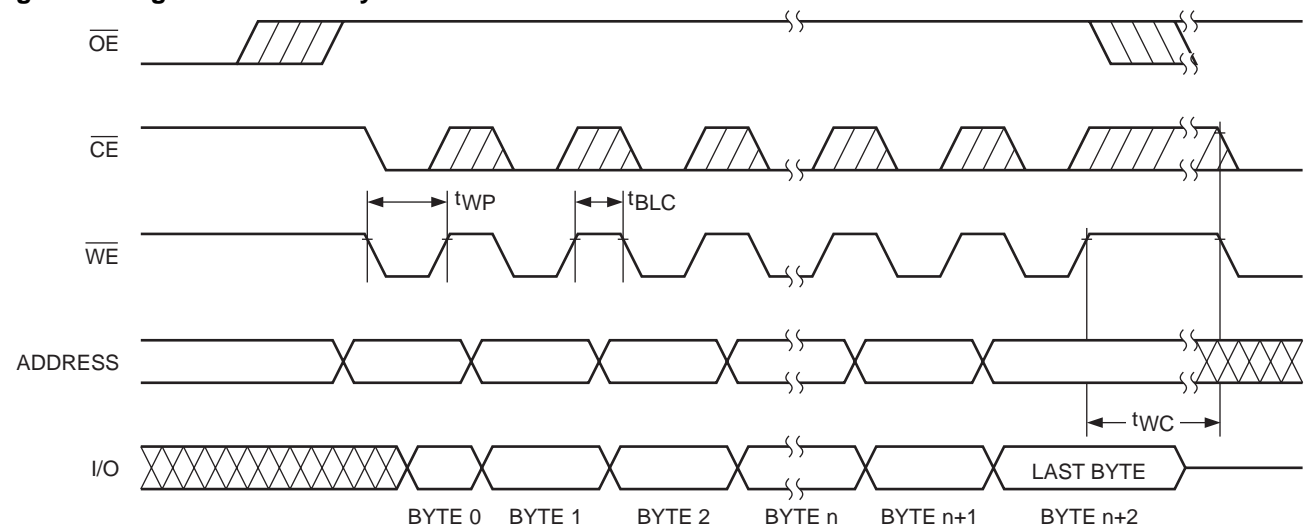 OE
CE
tWP
tBLC
WE
ADDRESS
tWC
I/O
LAST BYTE
BYTE 0 BYTE 1 BYTE 2 BYTE n BYTE n+1 BYTE n+2